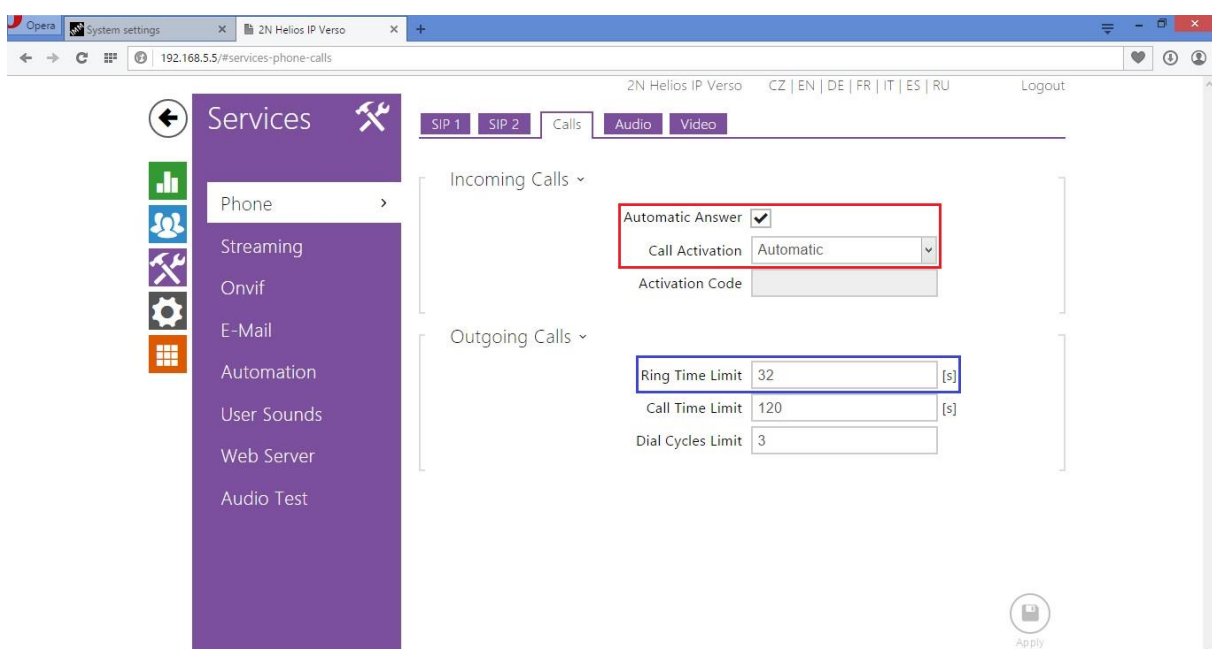 Opera
System settings
2N Helios IP Verso
192.168.5.5/#services-phone-calls
2N Helios IP Verso CZ | EN | DE | FR | IT | ES | RU Logout
Services
SIP 1 SIP 2 Calls Audio Video
Phone
Streaming
Onvif
E-Mail
Automation
User Sounds
Web Server
Audio Test
Incoming Calls
Automatic Answer
Call Activation Automatic
Activation Code
Outgoing Calls
Ring Time Limit 32 [s]
Call Time Limit 120 [s]
Dial Cycles Limit 3
Apply